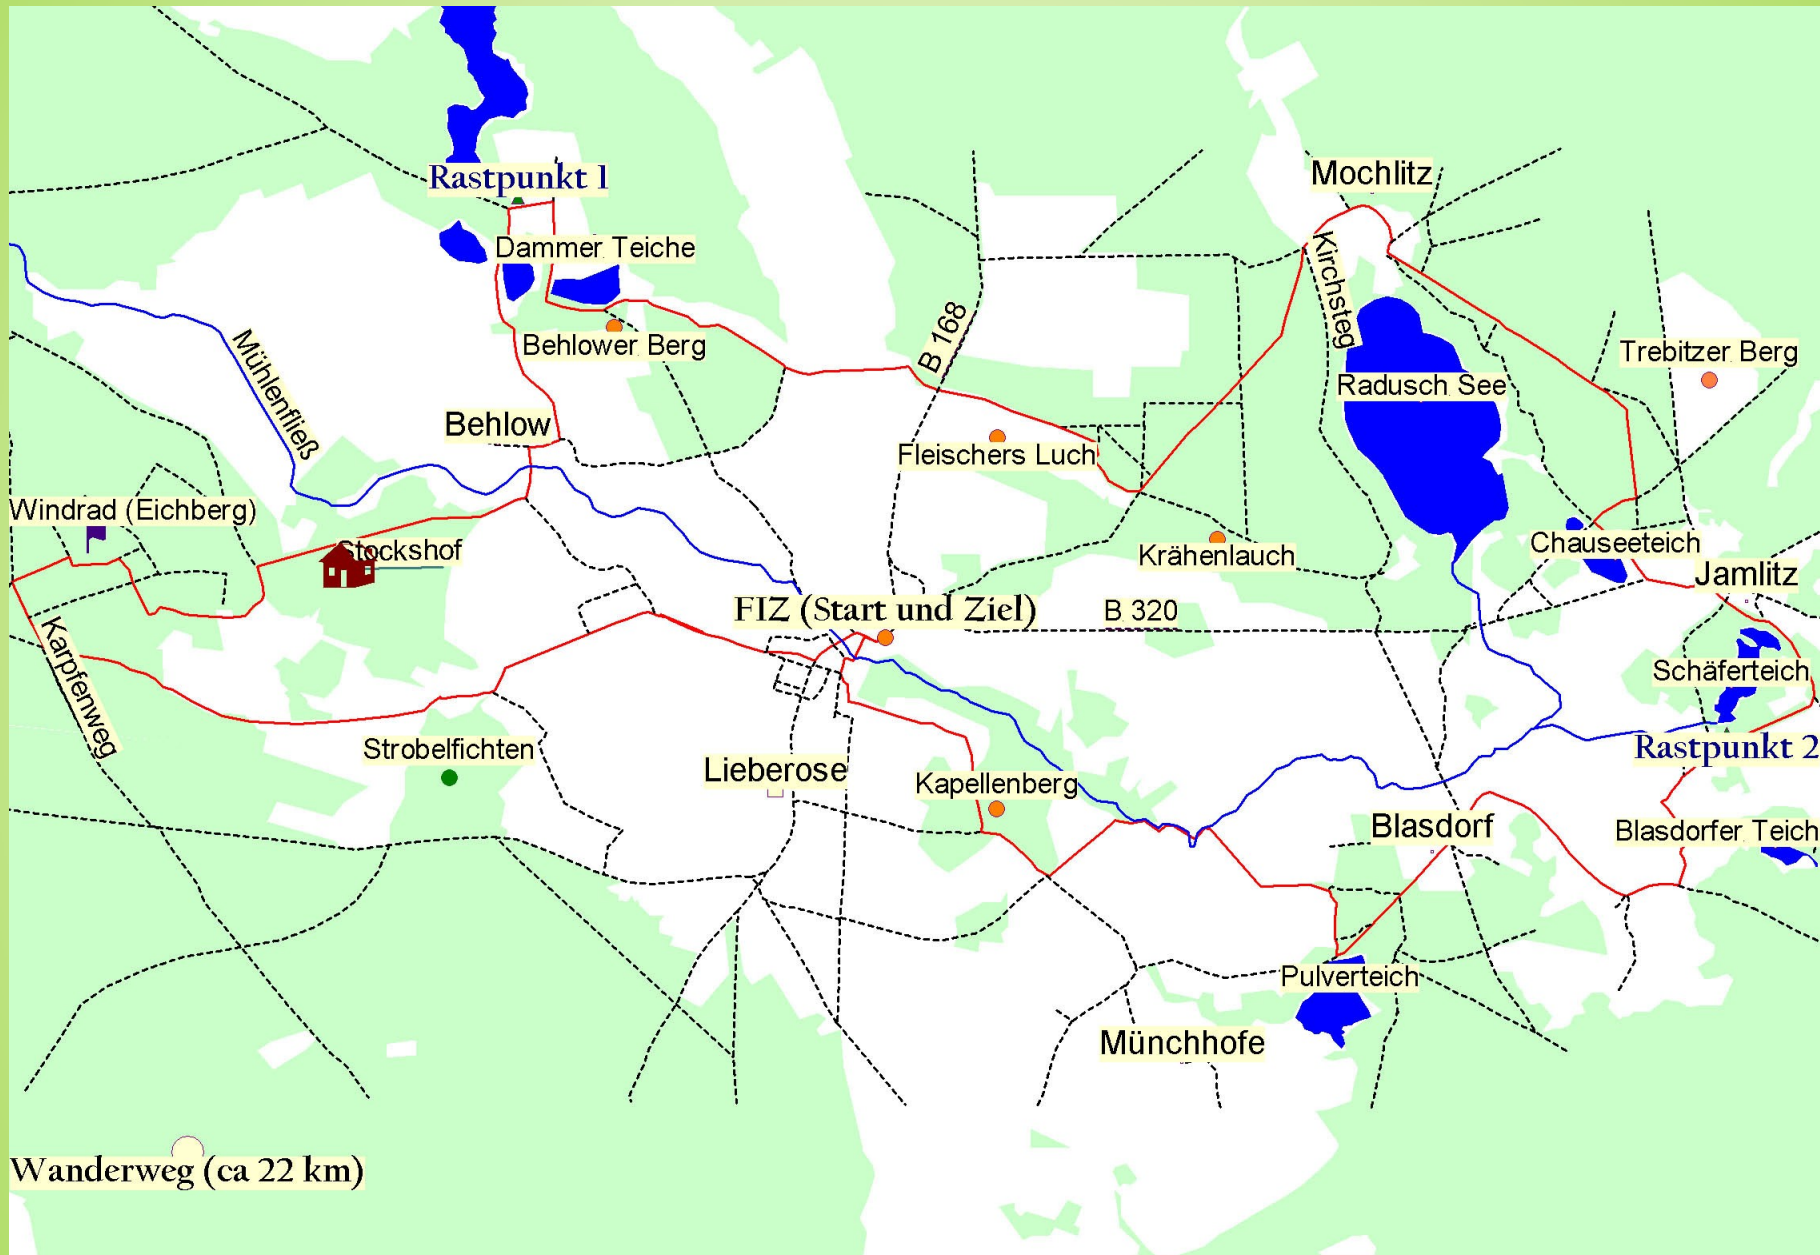 Mochlitz
Rastpunkt 1
Dammer Teiche
Kirchsteg
B 168
Mühlenfließ
Behlower Berg
Trebitzer Berg
Radusch See
Behlow
Fleischers Luch
Windrad (Eichberg)
Stockshof
Krähenlauch
Chauseeteich
Jamlitz
FIZ (Start und Ziel)
B 320
Karpfenweg
Schäferteich
Strobelfichten
Rastpunkt 2
Lieberose
Kapellenberg
Blasdorf
Blasdorfer Teich
Pulverteich
Münchhofe
Wanderweg (ca 22 km)